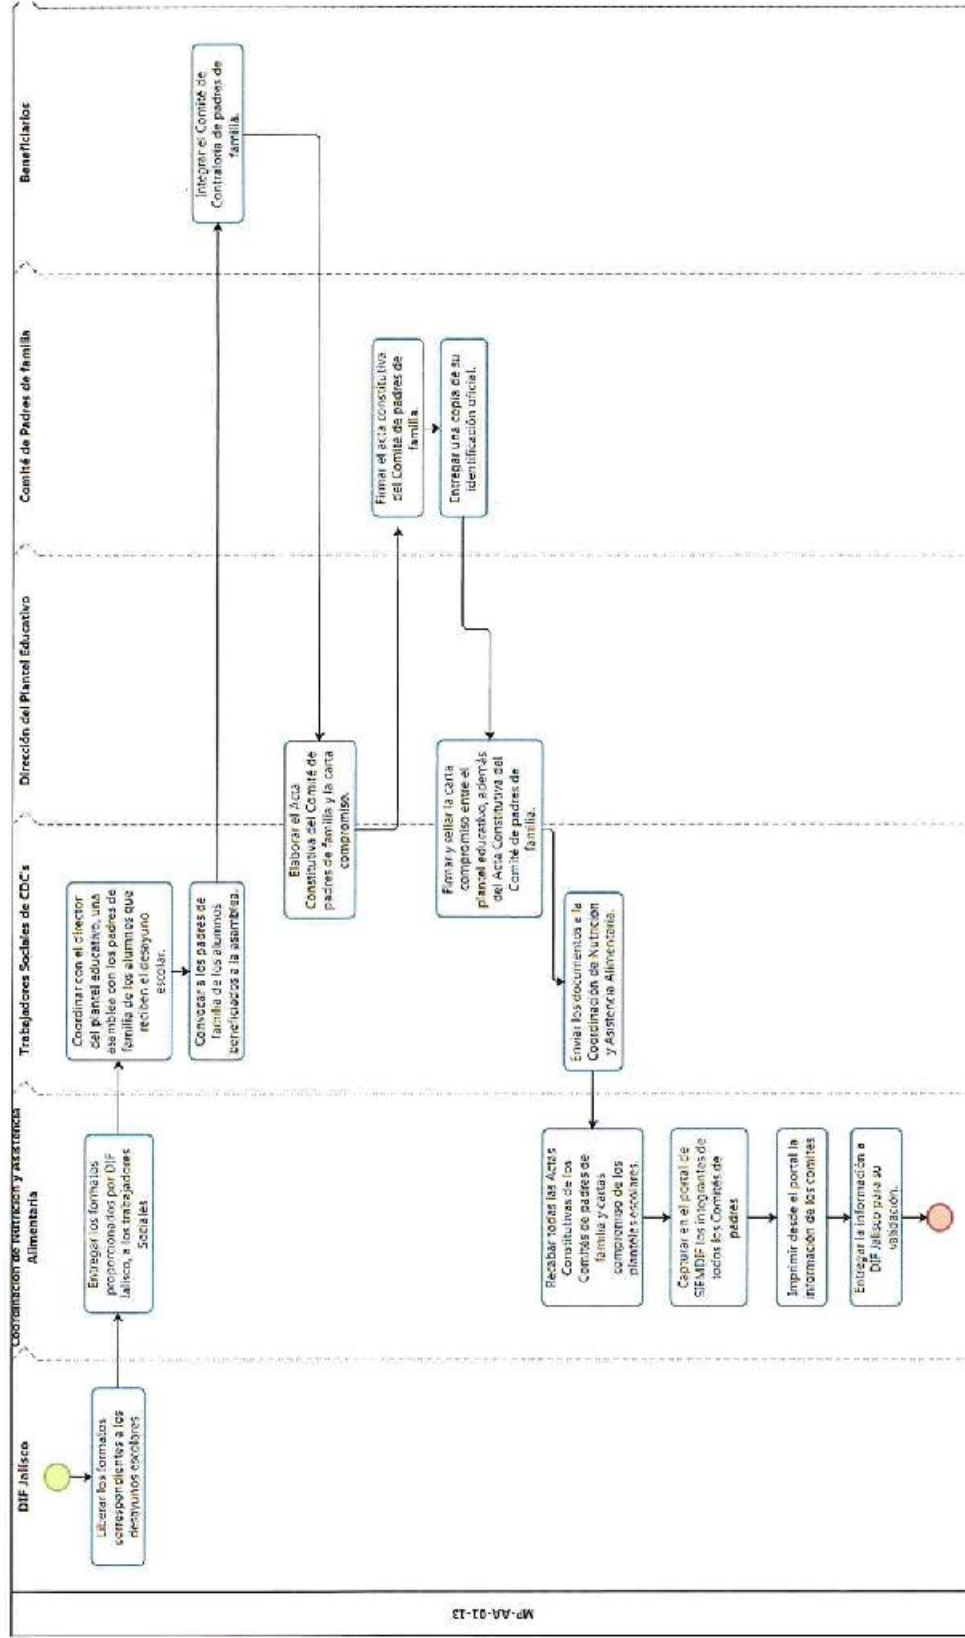 MP-AA-01-13
DIF Jalisco
Coordinación de Nutrición y Asistencia
Alimentaria
Trabajadores Sociales de CDC's
Dirección del Plantel Educativo
Comité de Padres de familia
Beneficiarios
Liberar los formatos
correspondientes a los
desayunos escolares
Entregar los formatos
proporcionados por DIF
Jalisco, a los trabajadores
Sociales
Coordinar con el director
del plantel educativo, una
asamblea con los padres de
familia de los alumnos que
reciben el desayuno
escolar.
Convocar a los padres de
familia de los alumnos
beneficiados a la asamblea.
Integrar el Comité de
Contraloria de padres de
familia.
Elaborar el Acta
Constitutiva del Comité de
padres de familia y la carta
compromiso.
Firmar el acta constitutiva
del Comité de padres de
familia.
Entregar una copia de su
identificación oficial.
Firmar y sellar la carta
compromiso entre el
plantel educativo, además
del Acta Constitutiva del
Comité de padres de
familia.
Enviar los documentos a la
Coordinación de Nutrición
y Asistencia Alimentaria.
Recabar todas las Actas
Constitutivas de los
Comités de padres de
familia y cartas
compromiso de los
planteles escolares.
Capturar en el portal de
SIEMDIF los integrantes de
todos los Comités de
padres
Imprimir desde el portal la
información de los comites
Entregar la información a
DIF Jalisco para su
validación.